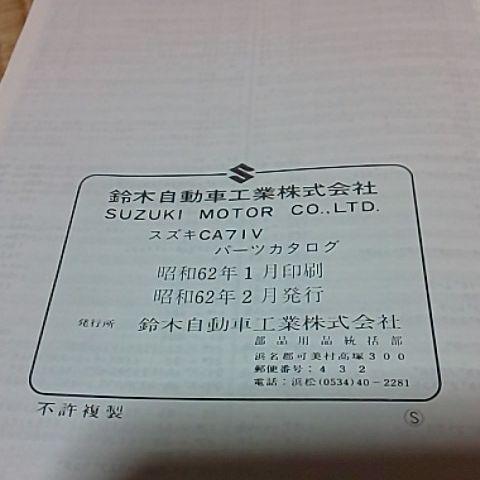 鈴木自動車工業株式会社
SUZUKI MOTOR CO.,LTD.
スズキCA71V
パーツカタログ
昭和62年1月印刷
昭和62年2月発行
発行所 鈴木自動車工業株式会社
部品用品統括部
浜名郡可美村高塚300
郵便番号:432
電話:浜松(0534)40-2281
不許複製
Ⓢ